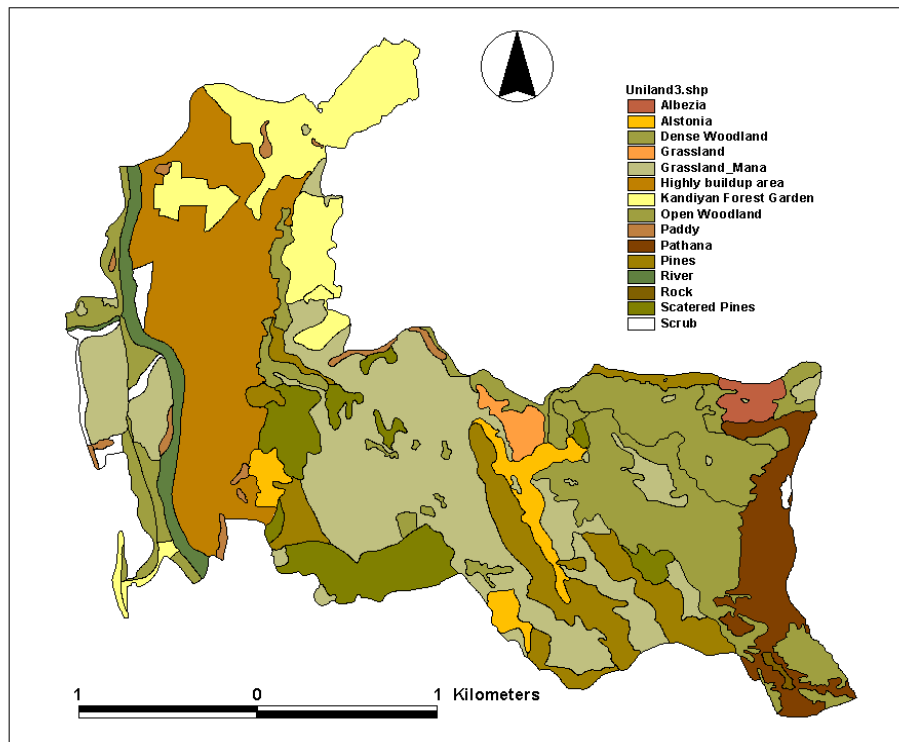 Uniland3.shp
Albezia
Alstonia
Dense Woodland
Grassland
Grassland_Mana
Highly buildup area
Kandiyan Forest Garden
Open Woodland
Paddy
Pathana
Pines
River
Rock
Scatered Pines
Scrub
1 0 1 Kilometers